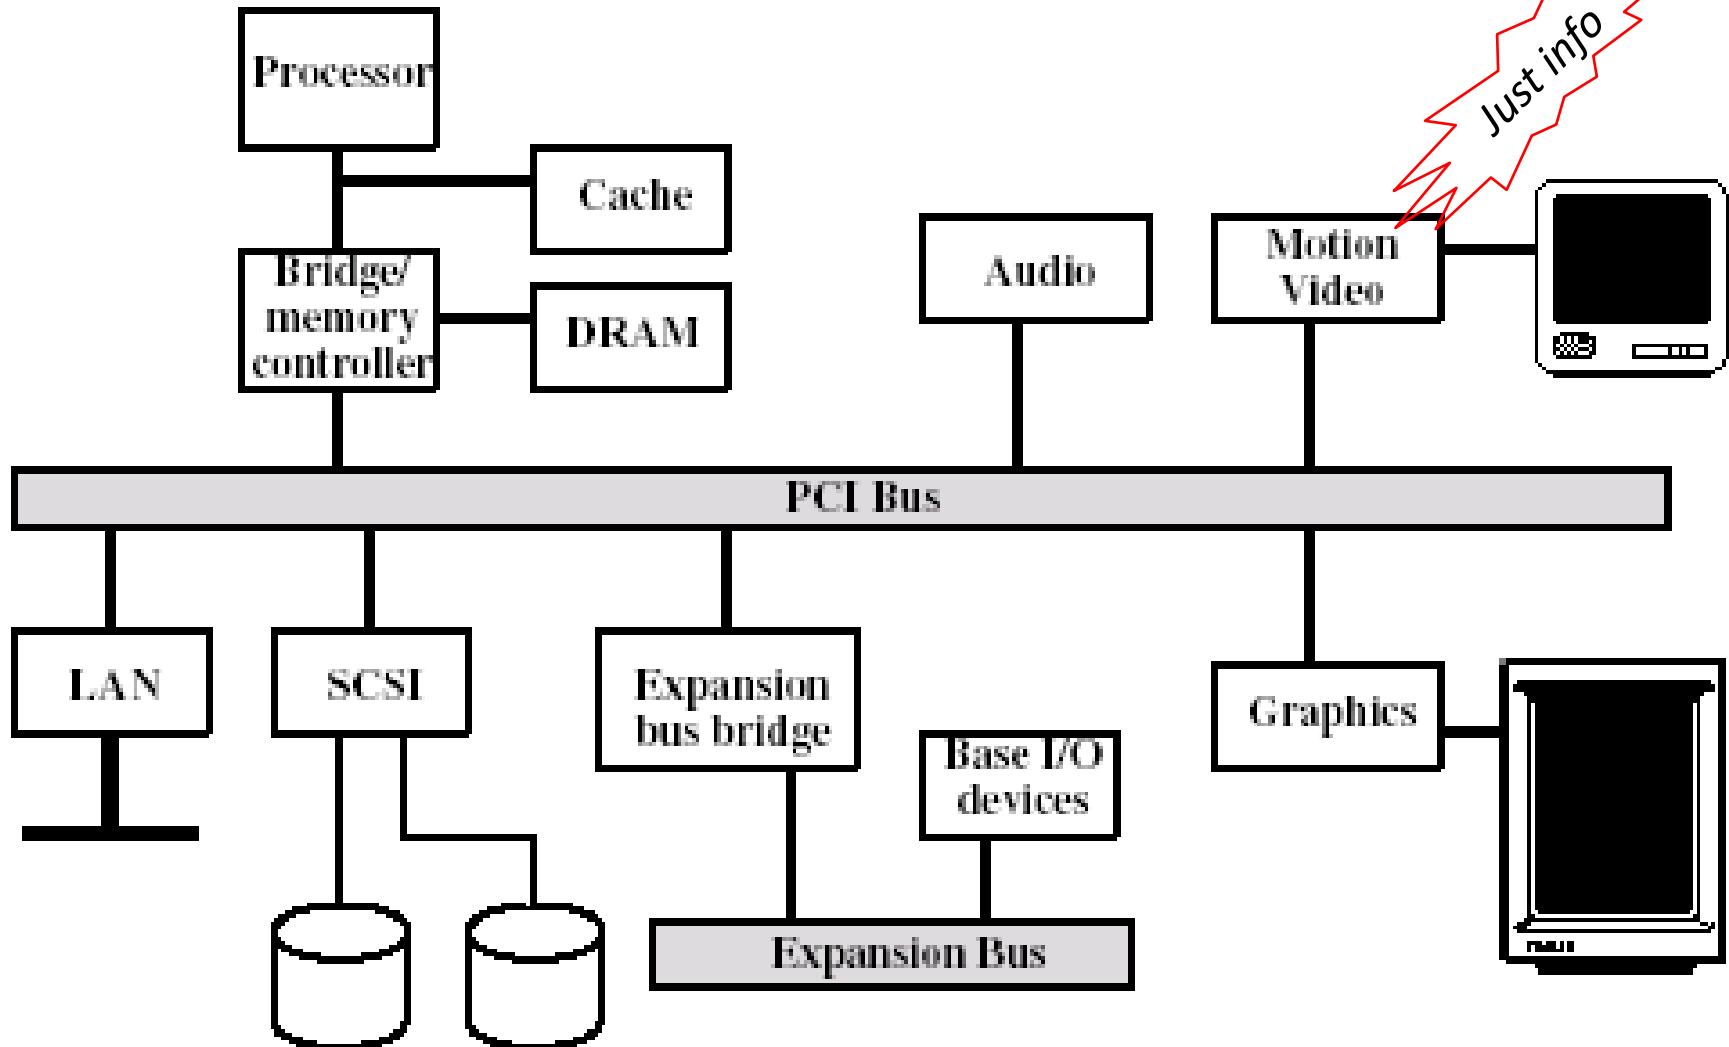 Just info
Processor
Cache
Bridge/
memory
controller
DRAM
Audio
Motion
Video
PCI Bus
LAN
SCSI
Expansion
bus bridge
Base I/O
devices
Graphics
Expansion Bus